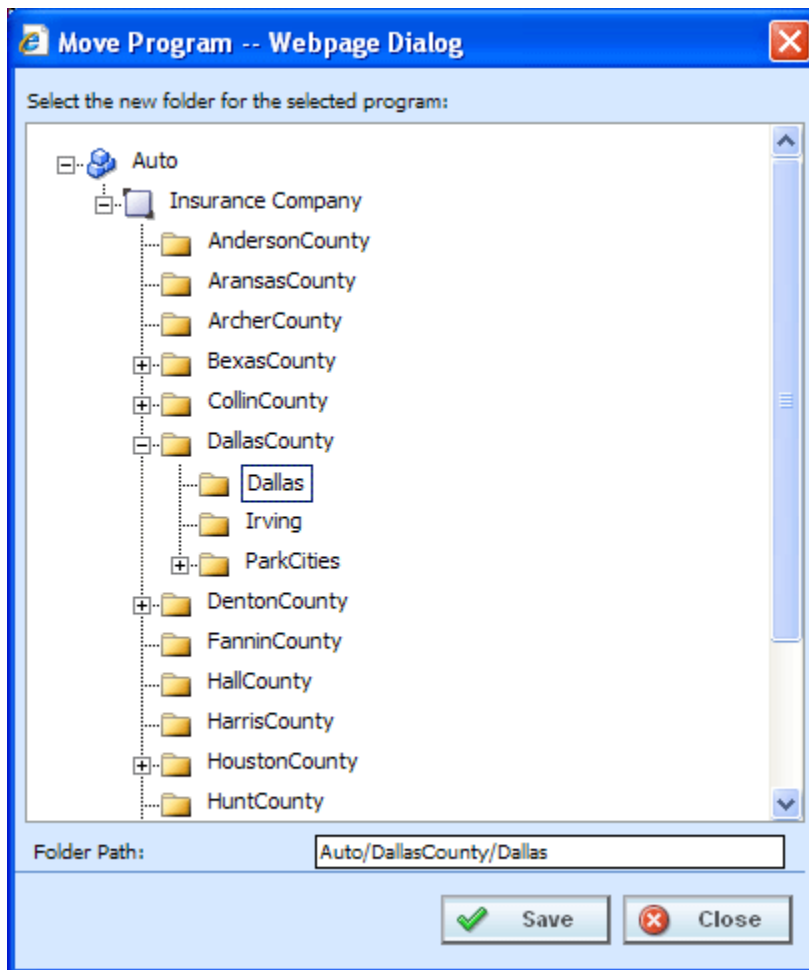 Move Program -- Webpage Dialog
Select the new folder for the selected program:
Auto
Insurance Company
AndersonCounty
AransasCounty
ArcherCounty
BexasCounty
CollinCounty
DallasCounty
Dallas
Irving
ParkCities
DentonCounty
FanninCounty
HallCounty
HarrisCounty
HoustonCounty
HuntCounty
Folder Path: Auto/DallasCounty/Dallas
Save Close